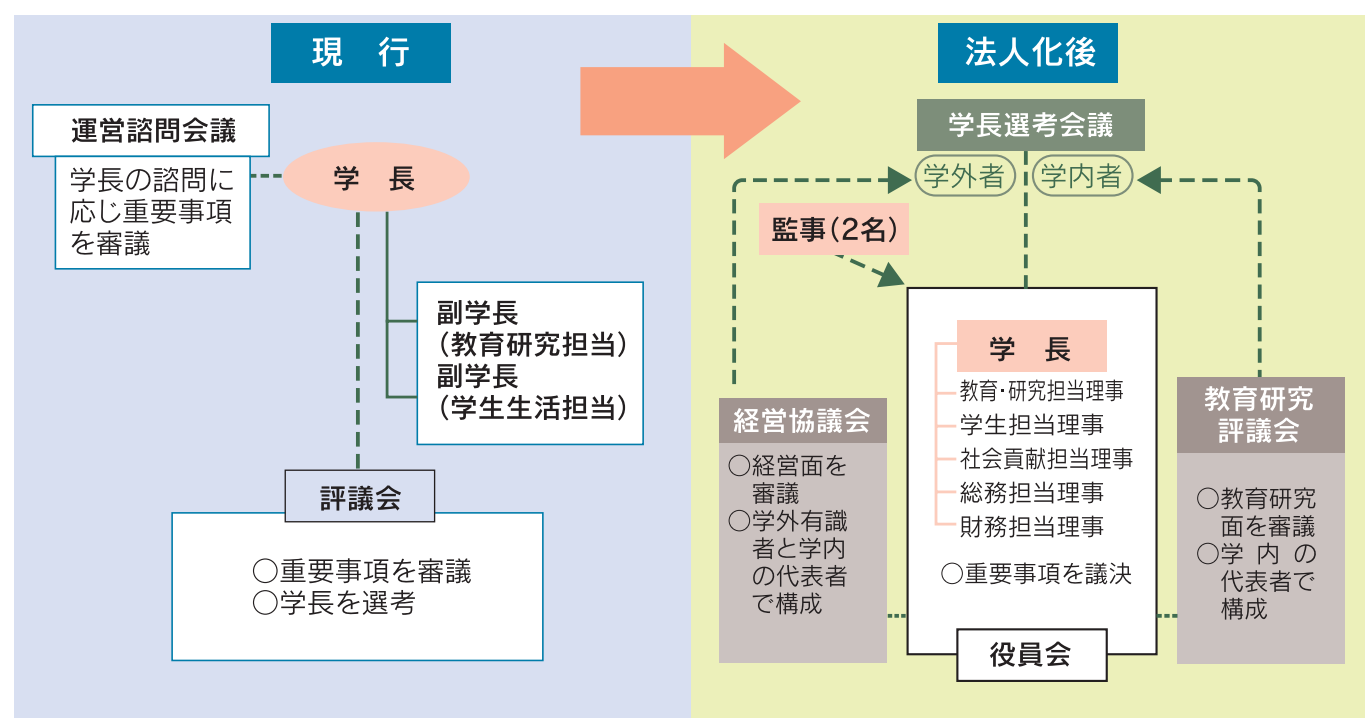 現 行
運営諮問会議
学長の諮問に
応じ重要事項
を審議
学 長
副学長
(教育研究担当)
副学長
(学生生活担当)
評議会
○重要事項を審議
○学長を選考
法人化後
学長選考会議
学外者
学内者
監事(2名)
学 長
教育・研究担当理事
学生担当理事
社会貢献担当理事
総務担当理事
財務担当理事
○重要事項を議決
役員会
経営協議会
○経営面を
審議
○学外有識
者と学内
の代表者
で構成
教育研究
評議会
○教育研究
面を審議
○学 内 の
代表者で
構成